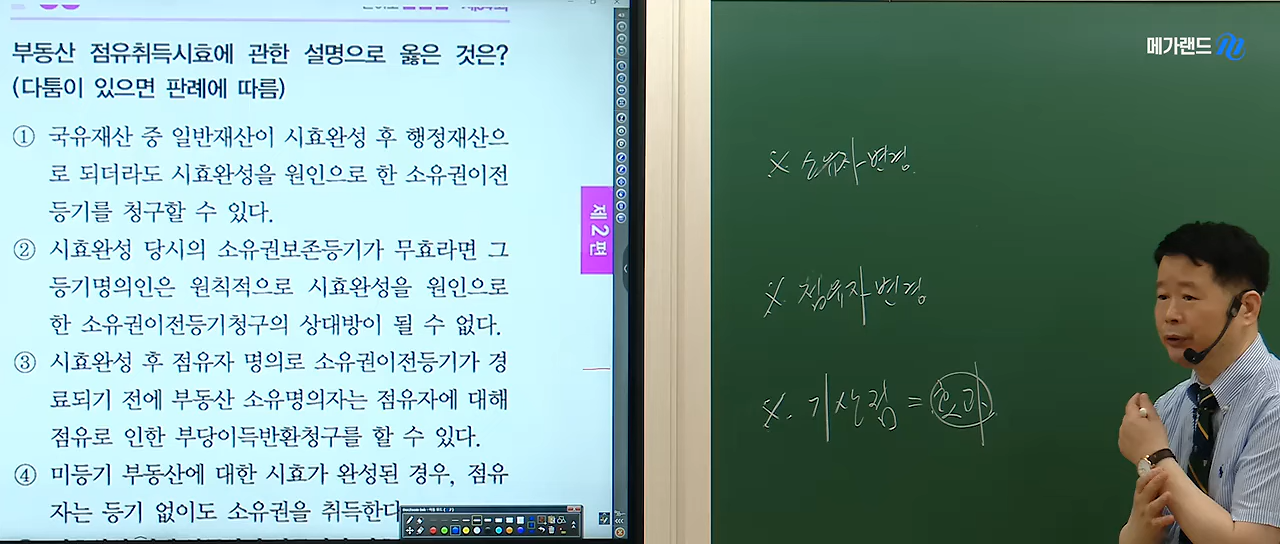 부동산 점유취득시효에 관한 설명으로 옳은 것은?
(다툼이 있으면 판례에 따름)
① 국유재산 중 일반재산이 시효완성 후 행정재산으
로 되더라도 시효완성을 원인으로 한 소유권이전
등기를 청구할 수 있다.
② 시효완성 당시의 소유권보존등기가 무효라면 그
등기명의인은 원칙적으로 시효완성을 원인으로
한 소유권이전등기청구의 상대방이 될 수 없다.
③ 시효완성 후 점유자 명의로 소유권이전등기가 경
료되기 전에 부동산 소유명의자는 점유자에 대해
점유로 인한 부당이득반환청구를 할 수 있다.
④ 미등기 부동산에 대한 시효가 완성된 경우, 점유
자는 등기 없이도 소유권을 취득한다
제2편
※ 소유자변경
※ 점유자변경
※. 기산점 = 효과
메가랜드